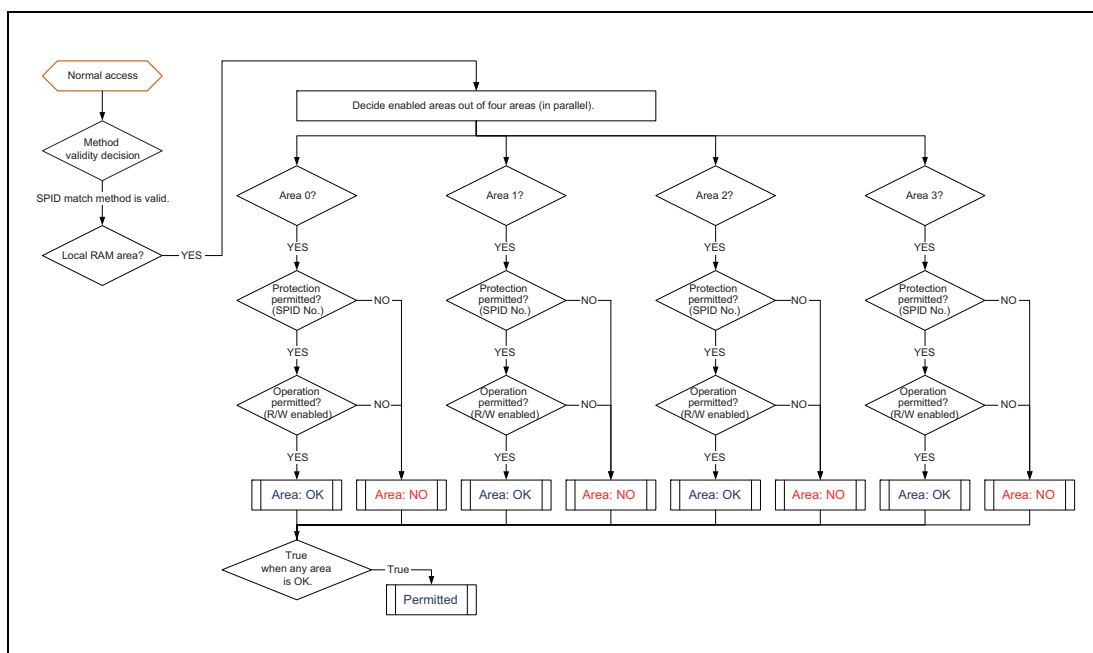 Normal access
Decide enabled areas out of four areas (in parallel).
Method
validity decision
SPID match method is valid.
Local RAM area?
YES
Area 0?
Area 1?
Area 2?
Area 3?
YES
YES
YES
YES
Protection
permitted?
(SPID No.)
NO
Protection
permitted?
(SPID No.)
NO
Protection
permitted?
(SPID No.)
NO
Protection
permitted?
(SPID No.)
NO
YES
YES
YES
YES
Operation
permitted?
(R/W enabled)
NO
Operation
permitted?
(R/W enabled)
NO
Operation
permitted?
(R/W enabled)
NO
Operation
permitted?
(R/W enabled)
NO
YES
YES
YES
YES
Area: OK
Area: NO
Area: OK
Area: NO
Area: OK
Area: NO
Area: OK
Area: NO
True
when any area
is OK.
True
Permitted